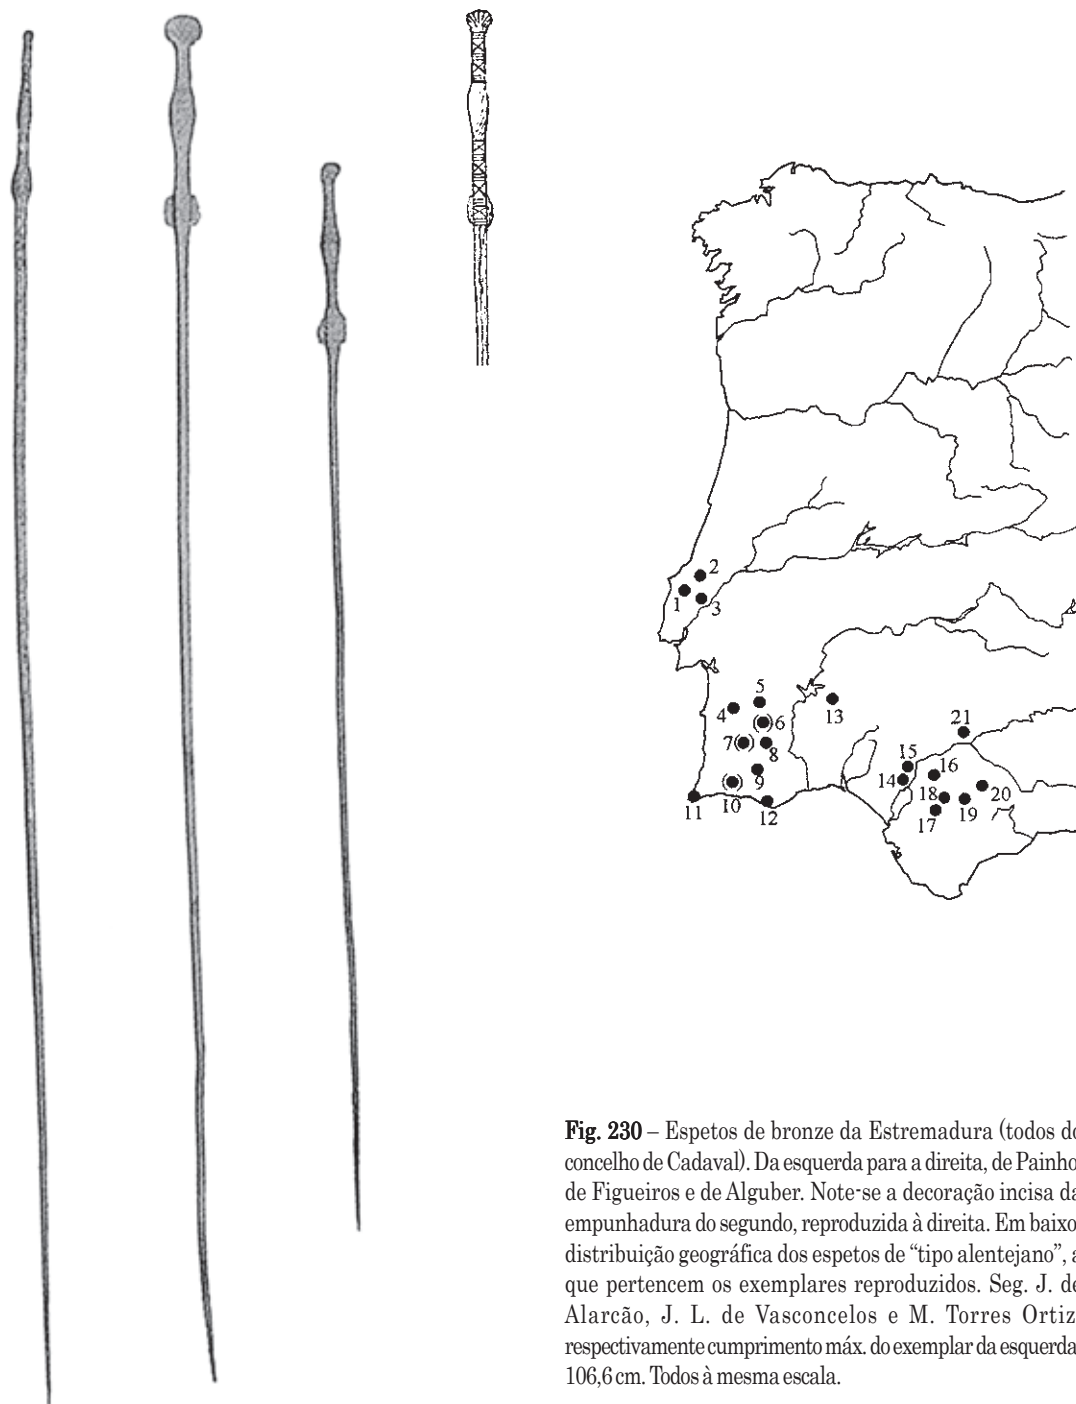 2
1
3
5
4
6
7
8
13
9
10
11
12
21
15
16
14
18
20
19
17
Fig. 230 – Espetos de bronze da Estremadura (todos do
concelho de Cadaval). Da esquerda para a direita, de Painho
de Figueiros e de Alguber. Note-se a decoração incisa da
empunhadura do segundo, reproduzida à direita. Em baixo
distribuição geográfica dos espetos de “tipo alentejano”, a
que pertencem os exemplares reproduzidos. Seg. J. de
Alarcão, J. L. de Vasconcelos e M. Torres Ortiz
respectivamente cumprimento máx. do exemplar da esquerda
106,6 cm. Todos à mesma escala.